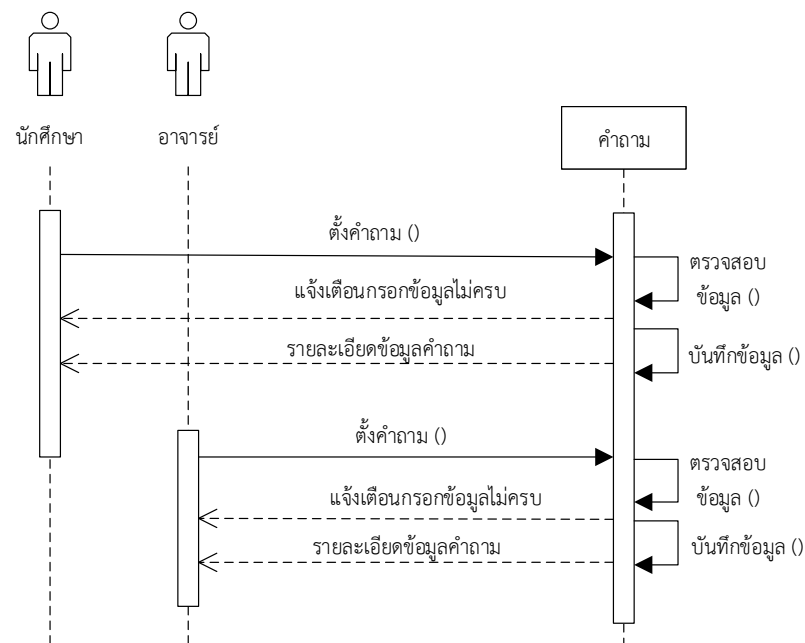 นักศึกษา
อาจารย์
คำถาม
ตั้งคำถาม ()
ตรวจสอบ
ข้อมูล ()
แจ้งเตือนกรอกข้อมูลไม่ครบ
รายละเอียดข้อมูลคำถาม
บันทึกข้อมูล ()
ตั้งคำถาม ()
ตรวจสอบ
ข้อมูล ()
แจ้งเตือนกรอกข้อมูลไม่ครบ
รายละเอียดข้อมูลคำถาม
บันทึกข้อมูล ()